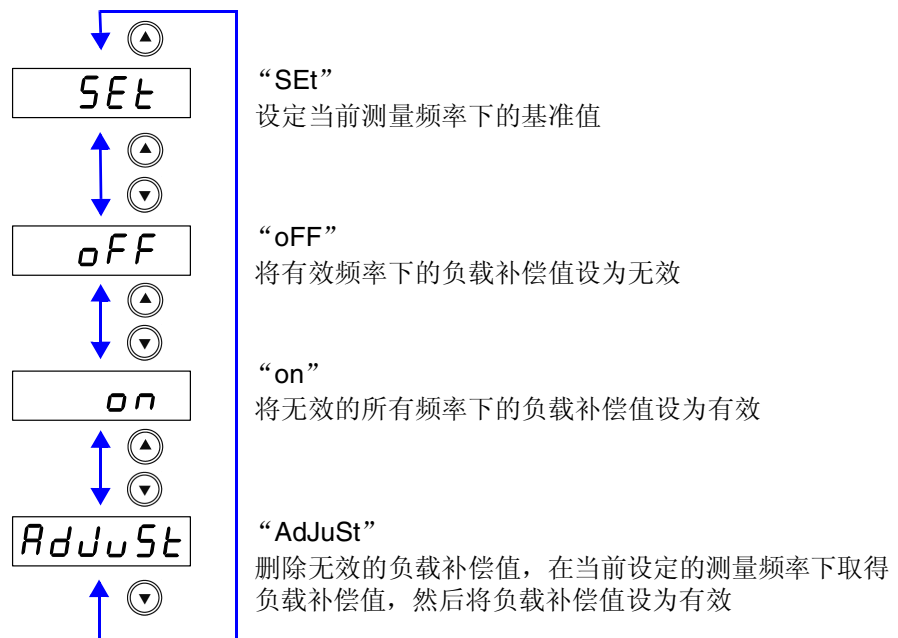 SEt
“SEt”
设定当前测量频率下的基准值
oFF
“oFF”
将有效频率下的负载补偿值设为无效
on
“on”
将无效的所有频率下的负载补偿值设为有效
AdJuSt
“AdJuSt”
删除无效的负载补偿值，在当前设定的测量频率下取得
负载补偿值，然后将负载补偿值设为有效